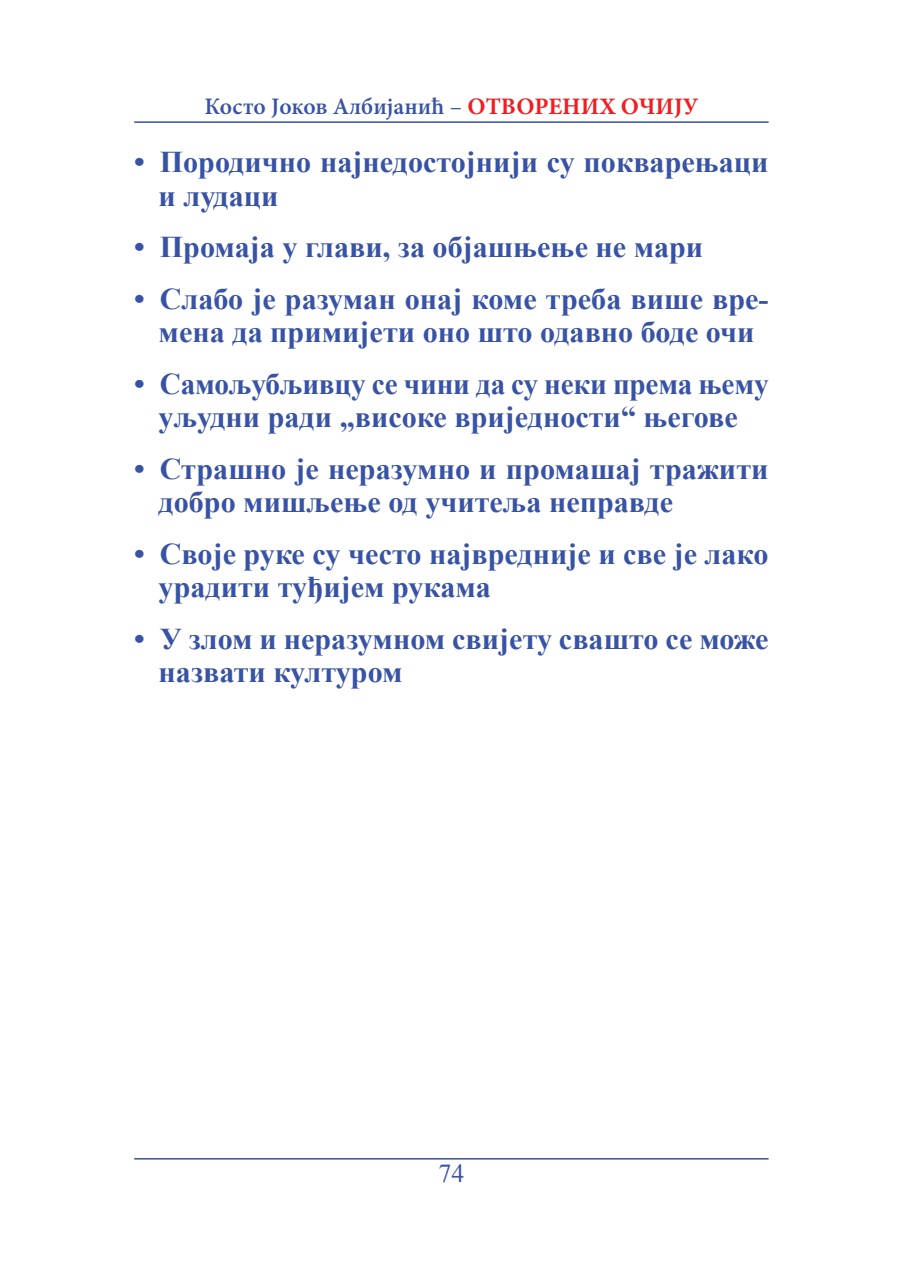 Косто Јоков Албијанић – ОТВОРЕНИХ ОЧИЈУ
• Породично најнедостојнији су покварењаци
и лудаци
• Промаја у глави, за објашњење не мари
• Слабо је разуман онај коме треба више вре-
мена да примијети оно што одавно боде очи
• Самољубљивцу се чини да су неки према њему
уљудни ради „високе вриједности“ његове
• Страшно је неразумно и промашај тражити
добро мишљење од учитеља неправде
• Своје руке су често највредније и све је лако
урадити туђијем рукама
• У злом и неразумном свијету свашто се може
назвати културом
74